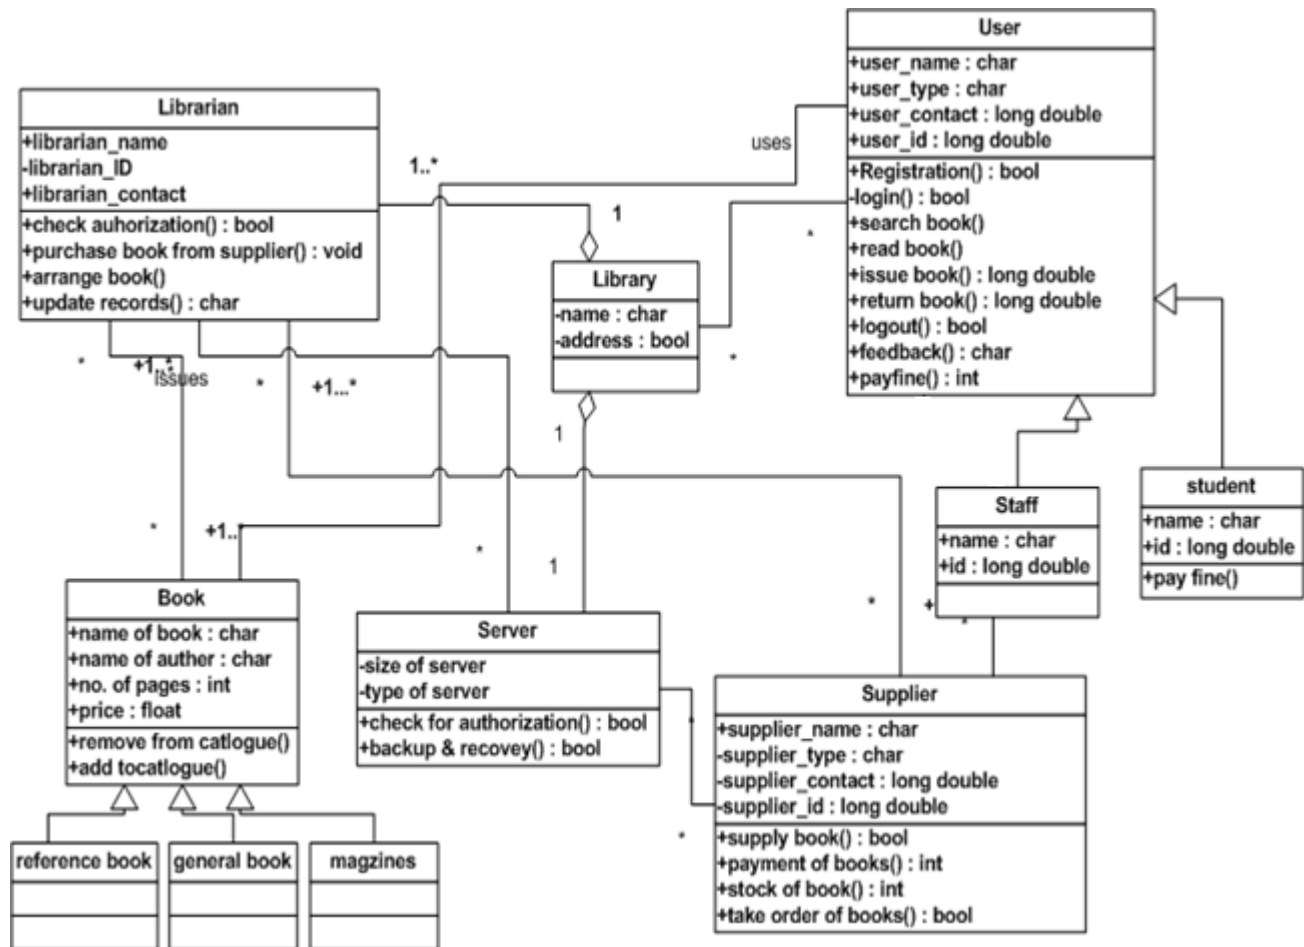 User
+user_name : char
+user_type : char
+user_contact : long double
+user_id : long double
+Registration() : bool
-login() : bool
+search book()
+read book()
+issue book() : long double
+return book() : long double
+logout() : bool
+feedback() : char
+payfine() : int
Librarian
+librarian_name
-librarian_ID
+librarian_contact
+check auhorization() : bool
+purchase book from supplier() : void
+arrange book()
+update records() : char
uses
1..*
1
*
Library
-name : char
-address : bool
*
*
+1..*
issues
*
+1...*
1
*
+1..*
*
1
Staff
+name : char
+id : long double
student
+name : char
+id : long double
+pay fine()
Book
+name of book : char
+name of auther : char
+no. of pages : int
+price : float
+remove from catlogue()
+add tocatlogue()
Server
-size of server
-type of server
+check for authorization() : bool
+backup & recovey() : bool
*
+
*
*
*
Supplier
+supplier_name : char
-supplier_type : char
-supplier_contact : long double
-supplier_id : long double
+supply book() : bool
+payment of books() : int
+stock of book() : int
+take order of books() : bool
reference book
general book
magzines